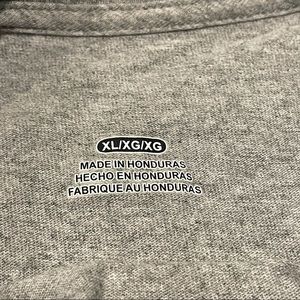 XL/XG/XG
MADE IN HONDURAS
HECHO EN HONDURAS
FABRIQUE AU HONDURAS